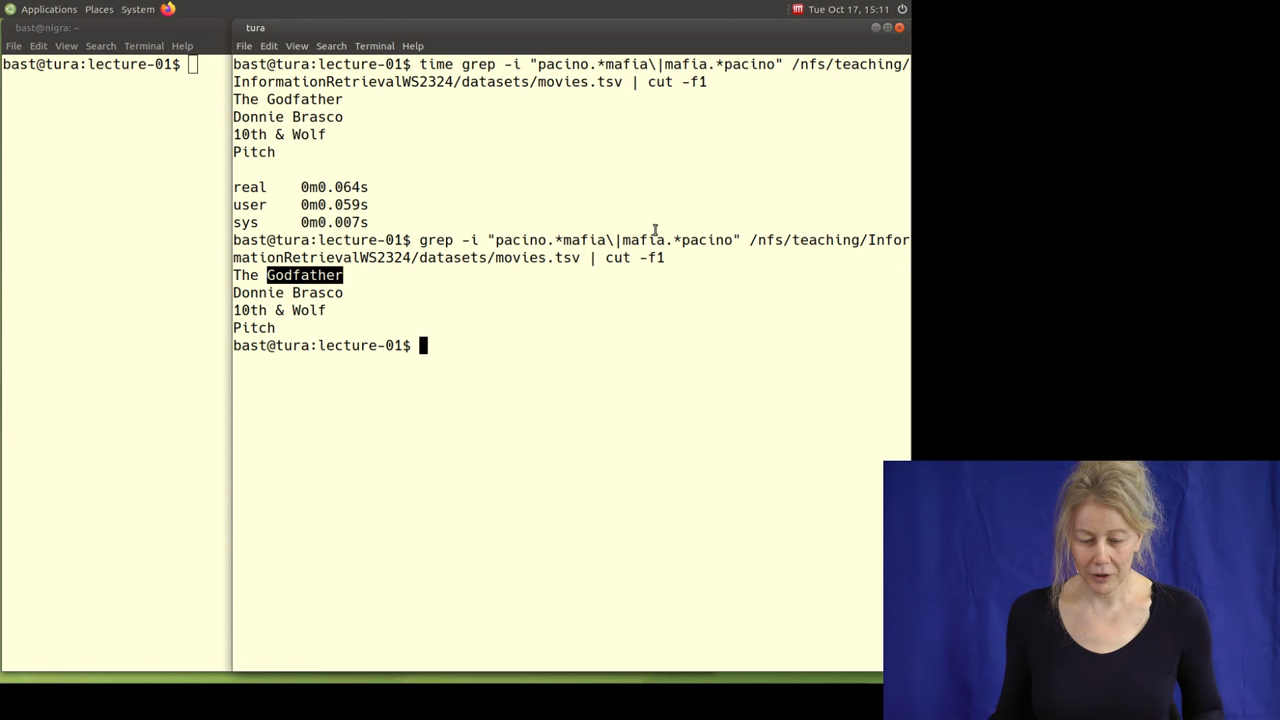 Applications Places System Tue Oct 17, 15:11
bast@nigra: ~
tura
File Edit View Search Terminal Help
File Edit View Search Terminal Help
bast@tura:lecture-01$
bast@tura:lecture-01$ time grep -i "pacino.*mafia\|mafia.*pacino" /nfs/teaching/
InformationRetrievalWS2324/datasets/movies.tsv | cut -f1
The Godfather
Donnie Brasco
10th & Wolf
Pitch
real 0m0.064s
user 0m0.059s
sys 0m0.007s
bast@tura:lecture-01$ grep -i "pacino.*mafia\|mafia.*pacino" /nfs/teaching/Infor
mationRetrievalWS2324/datasets/movies.tsv | cut -f1
The Godfather
Donnie Brasco
10th & Wolf
Pitch
bast@tura:lecture-01$